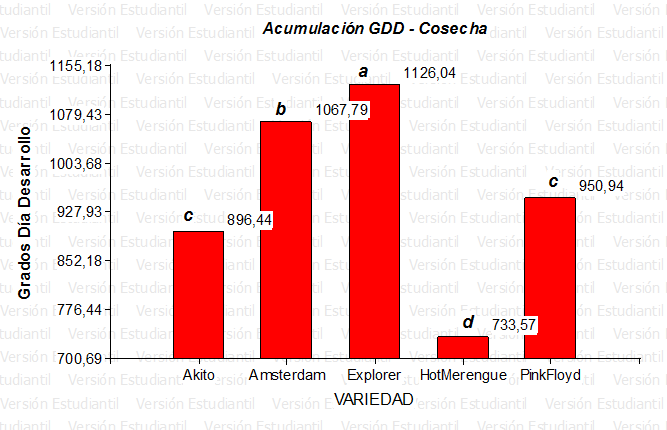 Acumulación GDD - Cosecha
1155,18
1079,43
1003,68
927,93
852,18
776,44
700,69
Grados Día Desarrollo
c
896,44
b
1067,79
a
1126,04
d
733,57
c
950,94
Akito
Amsterdam
Explorer
HotMerengue
PinkFloyd
VARIEDAD
Versión Estudiantil